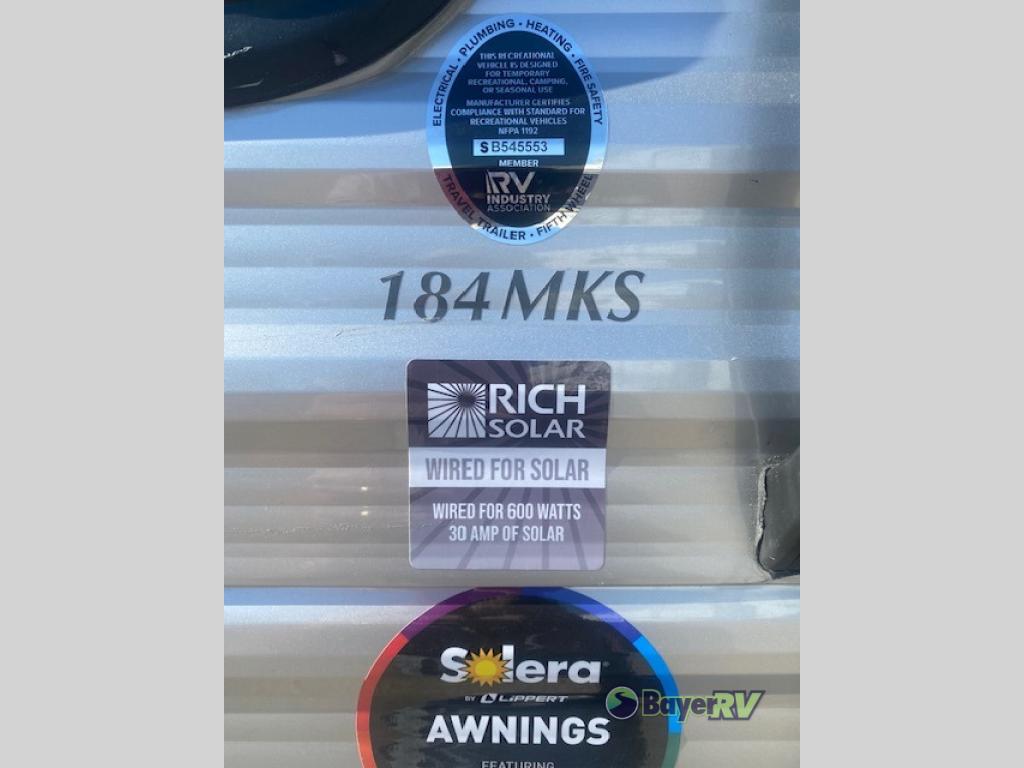 ELECTRICAL • PLUMBING • HEATING • FIRE SAFETY
THIS RECREATIONAL
VEHICLE IS DESIGNED
FOR TEMPORARY
RECREATIONAL, CAMPING,
OR SEASONAL USE
MANUFACTURER CERTIFIES
COMPLIANCE WITH STANDARD FOR
RECREATIONAL VEHICLES
NFPA 1192
S B545553
MEMBER
RV
INDUSTRY
ASSOCIATION
TRAVEL TRAILER • FIFTH WHEEL
184MKS
RICH
SOLAR
WIRED FOR SOLAR
WIRED FOR 600 WATTS
30 AMP OF SOLAR
Solera®
BY LIPPERT
AWNINGS
FEATURING
BayerRV